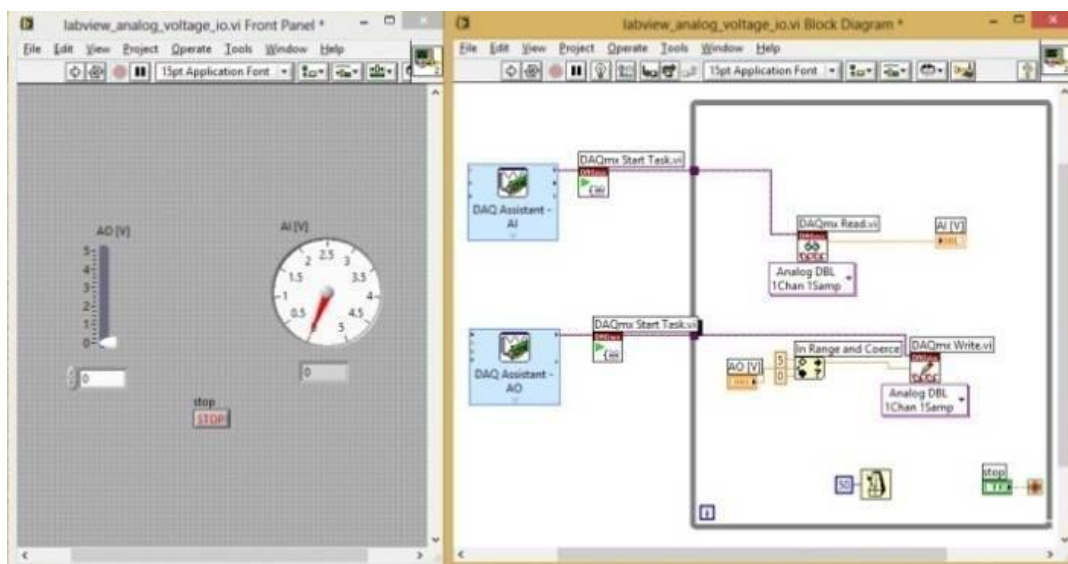 labview_analog_voltage_io.vi Front Panel *
File Edit View Project Operate Tools Window Help
15pt Application Font
AO [V]
5
4
3
2
1
0
0
AI [V]
2.5
2 3
1.5 3.5
1 4
0.5 4.5
0 5
0
stop
STOP
labview_analog_voltage_io.vi Block Diagram *
File Edit View Project Operate Tools Window Help
15pt Application Font
DAQmx Start Task.vi
DAQ Assistant -
AI
DAQmx Read.vi
AI [V]
DBL
Analog DBL
1Chan 1Samp
DAQmx Start Task.vi
DAQ Assistant -
AO
In Range and Coerce
DAQmx Write.vi
AO [V]
DBL
5
0
Analog DBL
1Chan 1Samp
50
stop
TF
i